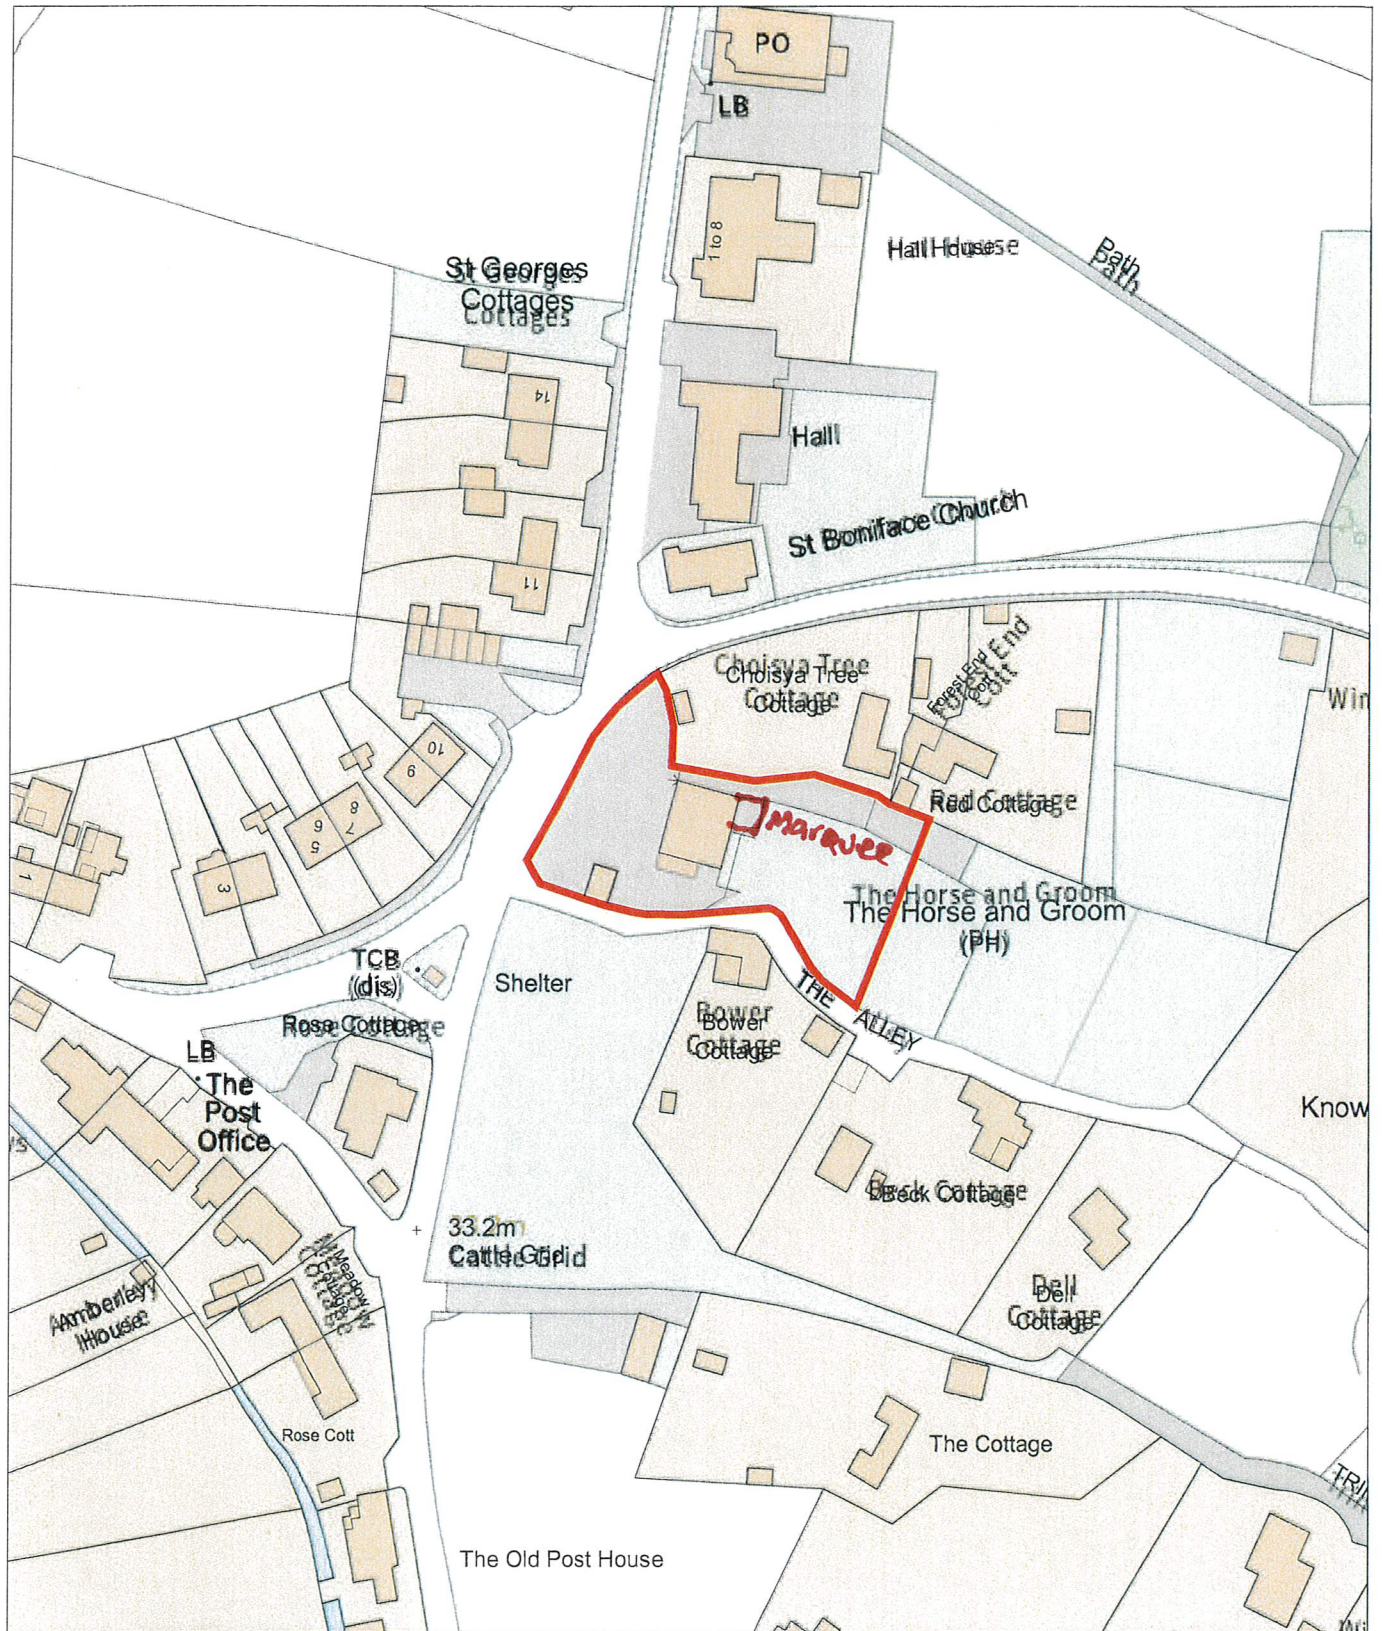 PO
LB
1 to 8
Hall House
Path
St Georges
Cottages
14
Hall
St Boniface Church
11
Choisya Tree
Cottage
Forest End
Cott
Win
10
9
8
7
6
5
3
1
Red Cottage
Marquee
The Horse and Groom
(PH)
TCB
(dis)
Shelter
THE ALLEY
Rose Cottage
Bower
Cottage
LB
The
Post
Office
Know
Beck Cottage
33.2m
Cattle Grid
Meadow
Cottage
Amberley
House
Dell
Cottage
Rose Cott
The Cottage
The Old Post House